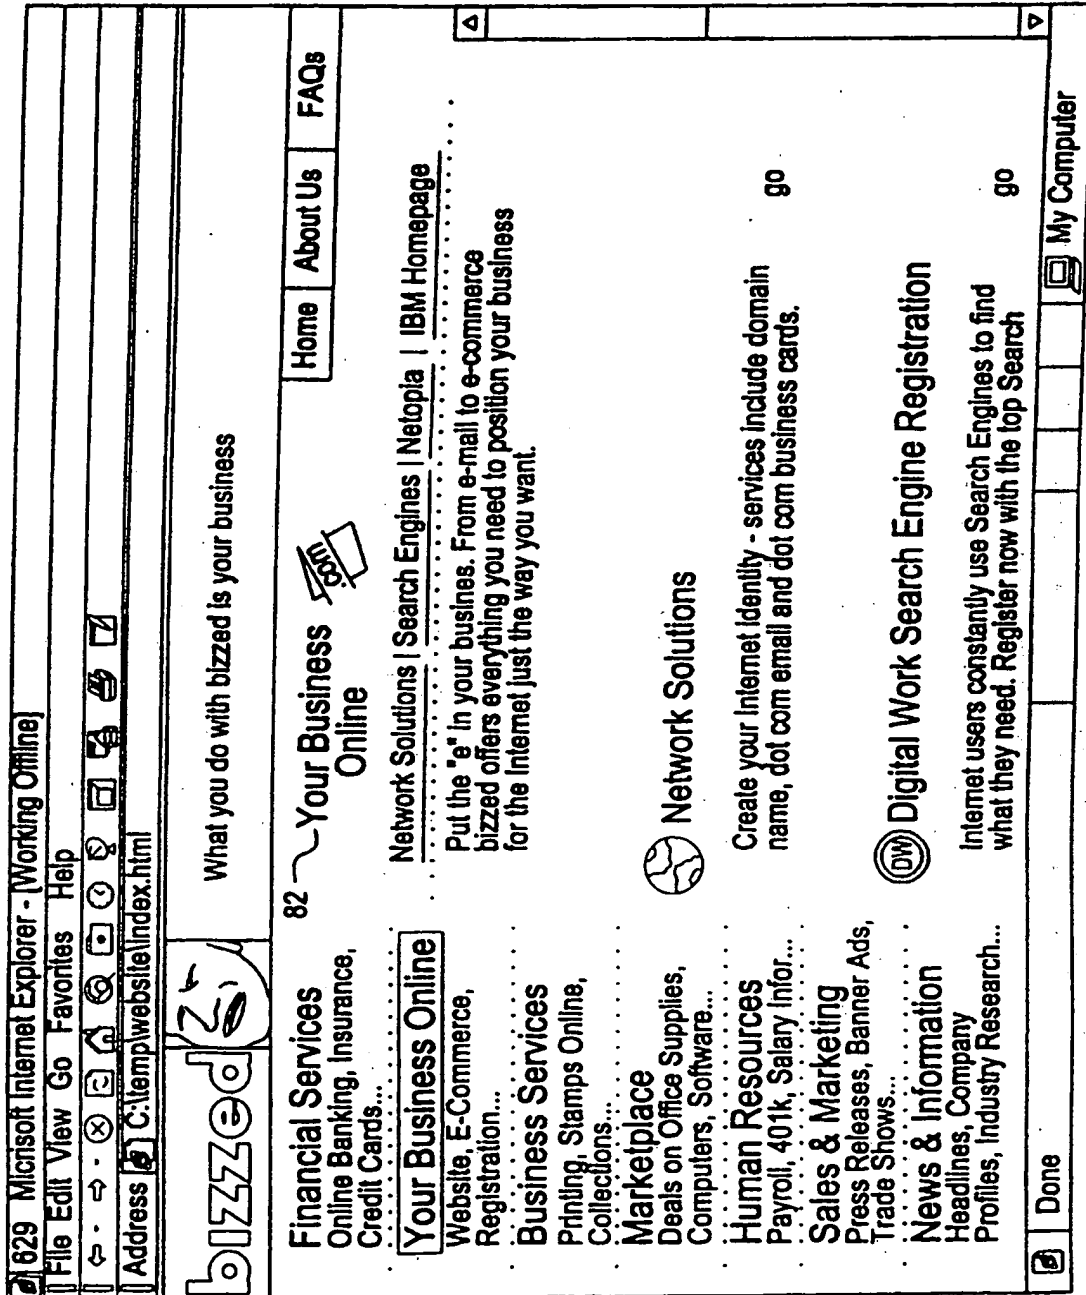 629 Micrisoft Internet Explorer - [Working Offline]
File Edit View Go Favorites Help
Address C:\temp\website\index.html
bizzed
What you do with bizzed is your business
Home About Us FAQs
Financial Services
Online Banking, Insurance,
Credit Cards...
Your Business Online
Website, E-Commerce,
Registration...
Business Services
Printing, Stamps Online,
Collections...
Marketplace
Deals on Office Supplies,
Computers, Software...
Human Resources
Payroll, 401k, Salary Infor...
Sales & Marketing
Press Releases, Banner Ads,
Trade Shows...
News & Information
Headlines, Company
Profiles, Industry Research...
82 Your Business
Online
.com
Network Solutions | Search Engines | Netopia | IBM Homepage
Put the "e" in your busines. From e-mail to e-commerce
bizzed offers everything you need to position your business
for the Internet just the way you want.
Network Solutions
Create your Internet Identity - services include domain
name, dot com email and dot com business cards.
go
DW Digital Work Search Engine Registration
Internet users constantly use Search Engines to find
what they need. Register now with the top Search
go
Done
My Computer